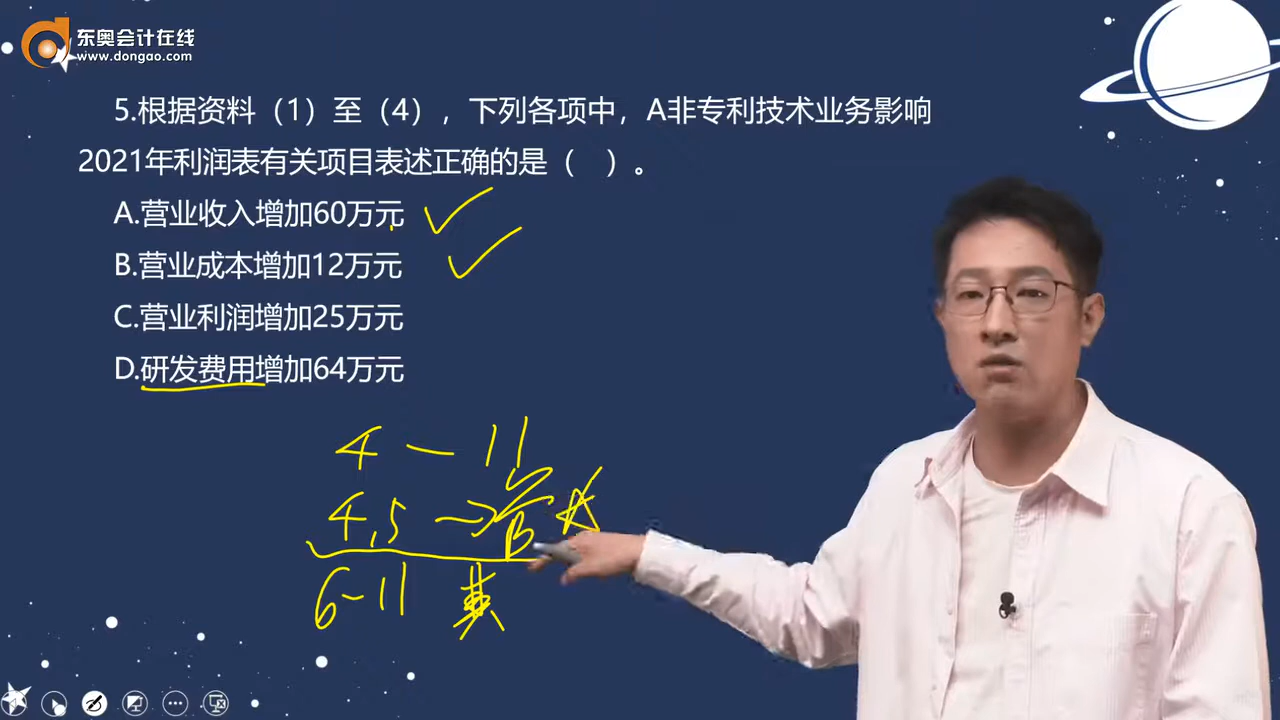 东奥会计在线
www.dongao.com
5.根据资料（1）至（4），下列各项中，A非专利技术业务影响
2021年利润表有关项目表述正确的是（ ）。
A.营业收入增加60万元
B.营业成本增加12万元
C.营业利润增加25万元
D.研发费用增加64万元
4 — 11
4,5 →管
6-11 其